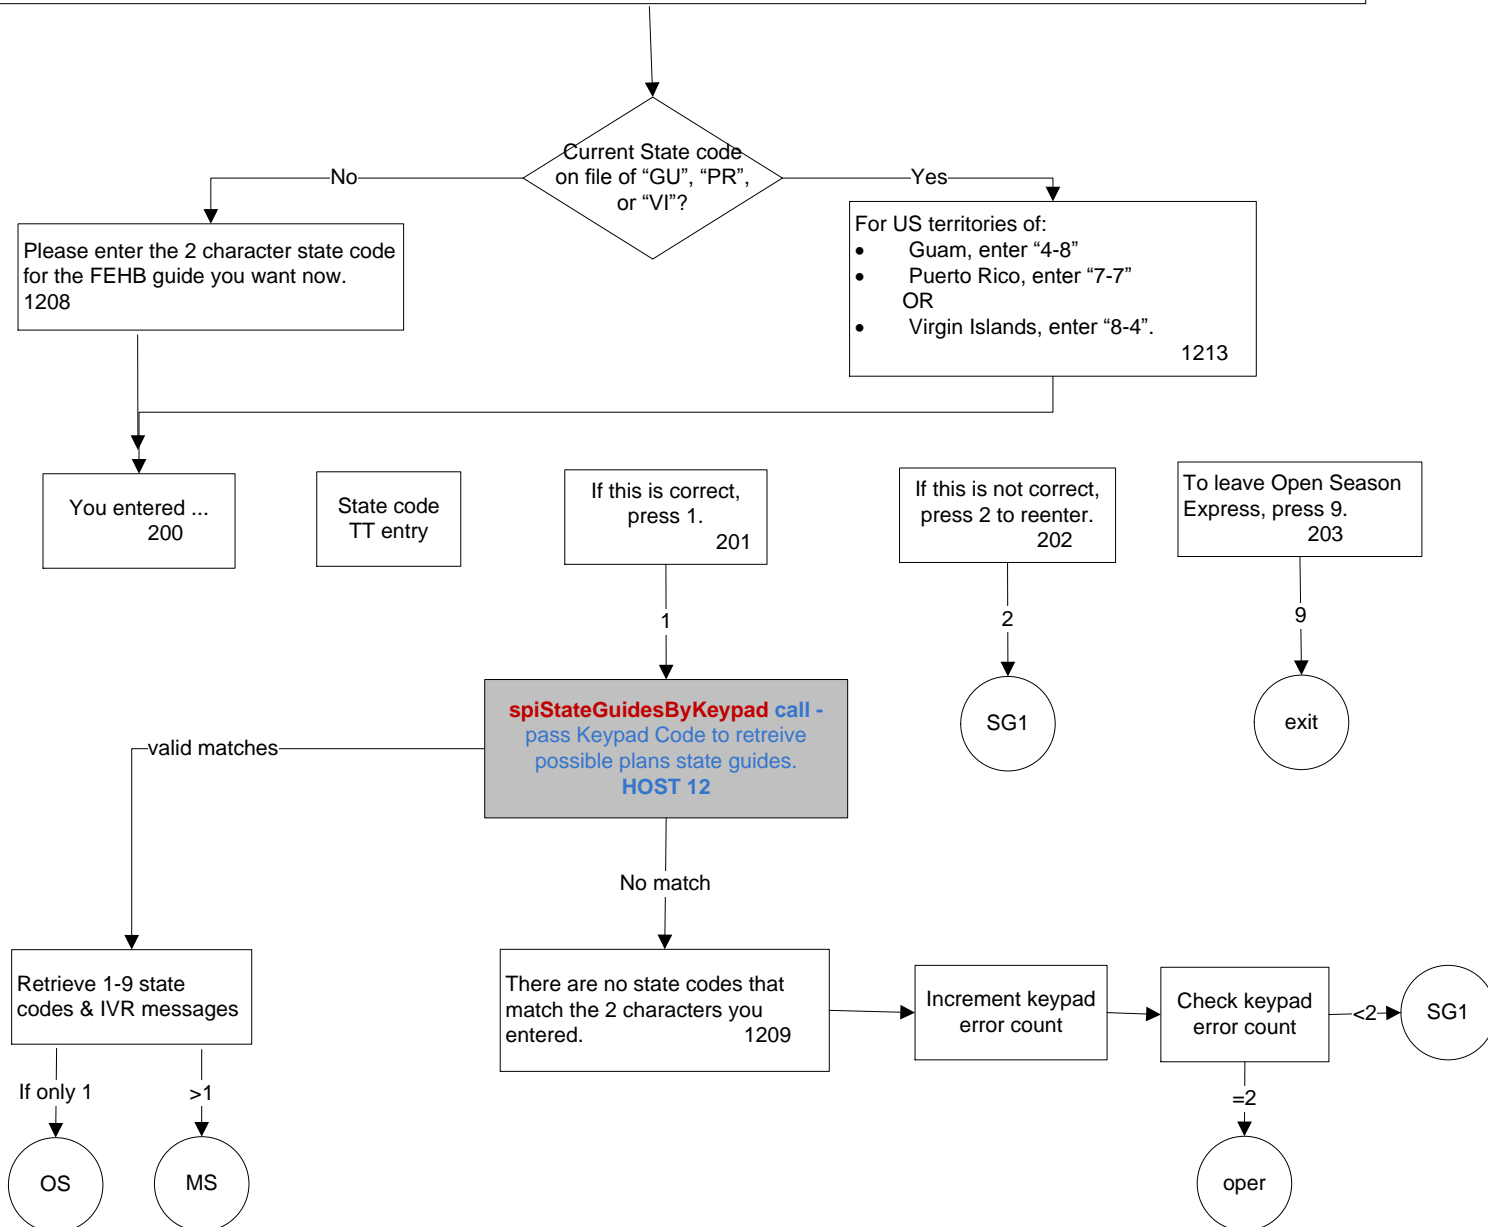 Current State code
on file of “GU”, “PR”,
or “VI”?
No
Yes
Please enter the 2 character state code
for the FEHB guide you want now.
1208
For US territories of:
• Guam, enter “4-8”
• Puerto Rico, enter “7-7”
OR
• Virgin Islands, enter “8-4”.
1213
You entered ...
200
State code
TT entry
If this is correct,
press 1.
201
If this is not correct,
press 2 to reenter.
202
To leave Open Season
Express, press 9.
203
1
2
9
spiStateGuidesByKeypad call -
pass Keypad Code to retreive
possible plans state guides.
HOST 12
SG1
exit
valid matches
No match
Retrieve 1-9 state
codes & IVR messages
There are no state codes that
match the 2 characters you
entered. 1209
Increment keypad
error count
Check keypad
error count
<2
SG1
If only 1
>1
=2
OS
MS
oper